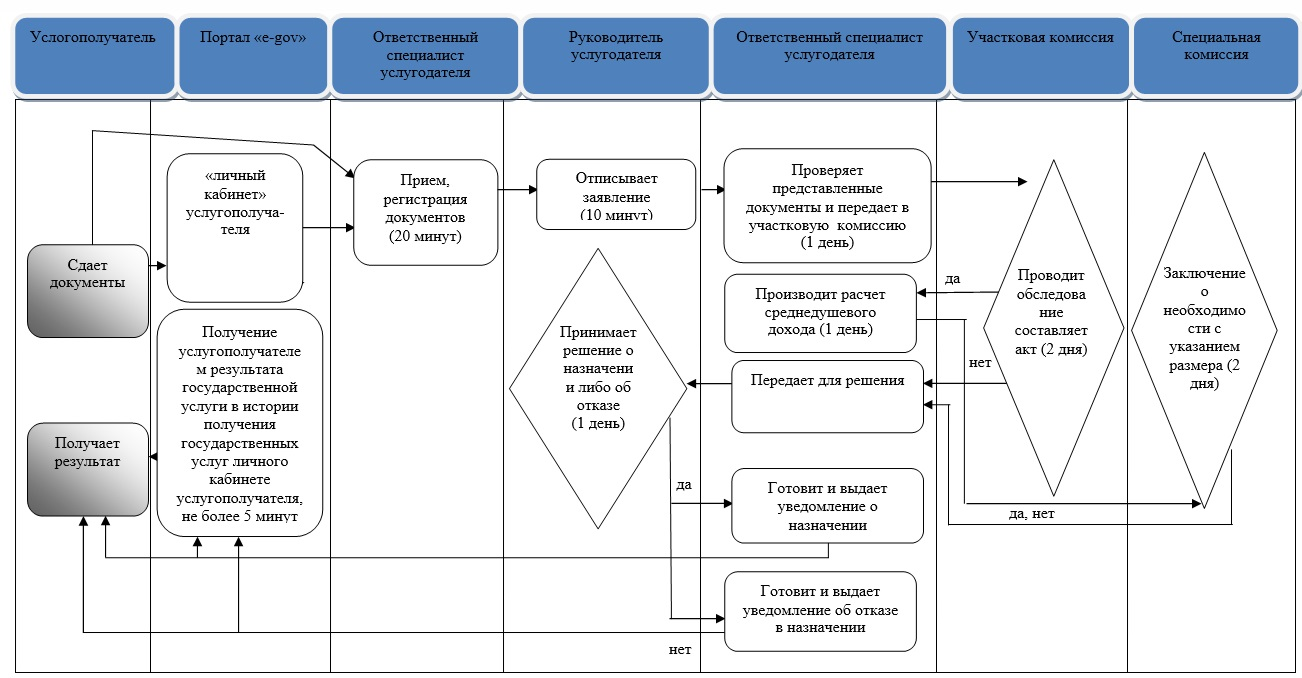 Услогополучатель
Портал «e-gov»
Ответственный
специалист
услугодателя
Руководитель
услугодателя
Ответственный специалист
услугодателя
Участковая комиссия
Специальная
комиссия
Сдает
документы
«личный
кабинет»
услугополуча-
теля
Прием,
регистрация
документов
(20 минут)
Отписывает
заявление
(10 минут)
Проверяет
представленные
документы и передает в
участковую комиссию
(1 день)
Проводит
обследова
ние
составляет
акт (2 дня)
Заключение
о
необходимо
сти с
указанием
размера (2
дня)
да
Производит расчет
среднедушевого
дохода (1 день)
нет
Передает для решения
Принимает
решение о
назначени
и либо об
отказе
(1 день)
Получение
услугополучателе
м результата
государственной
услуги в истории
получения
государственных
услуг личного
кабинете
услугополучателя,
не более 5 минут
Получает
результат
да
Готовит и выдает
уведомление о
назначении
да, нет
Готовит и выдает
уведомление об отказе
в назначении
нет